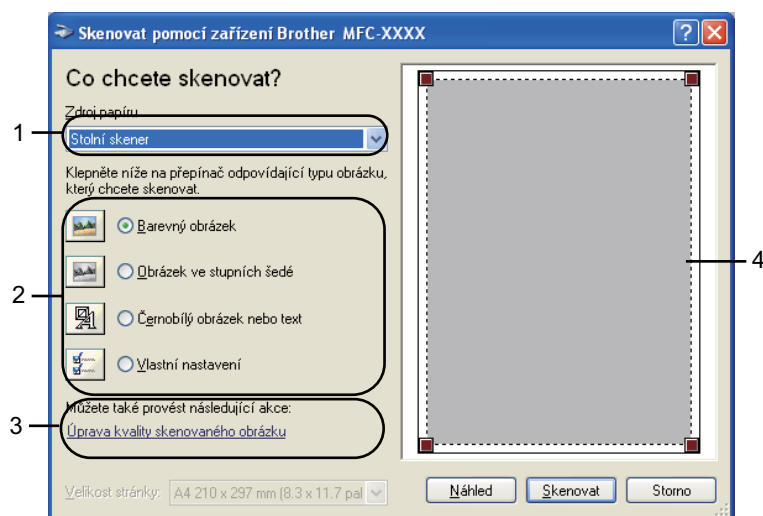 Skenovat pomocí zařízení Brother MFC-XXXX
Co chcete skenovat?
Zdroj papíru
1
Stolní skener
Klepněte níže na přepínač odpovídající typu obrázku,
který chcete skenovat.
2
Barevný obrázek
Obrázek ve stupních šedé
Černobílý obrázek nebo text
Vlastní nastavení
3
Můžete také provést následující akce:
Úprava kvality skenovaného obrázku
4
Velikost stránky: A4 210 x 297 mm (8.3 x 11.7 pal
Náhled Skenovat Storno